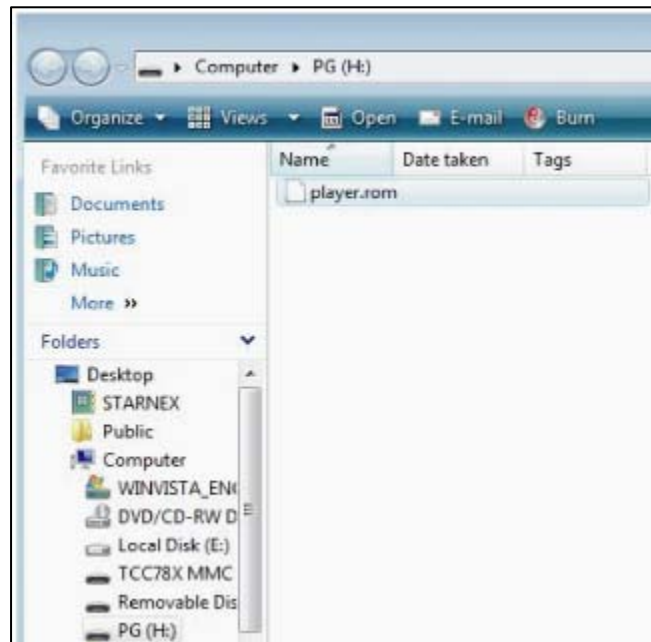 Computer ▸ PG (H:)
Organize Views Open E-mail Burn
Favorite Links
Documents
Pictures
Music
More »
Folders
Desktop
STARNEX
Public
Computer
WINVISTA_EN
DVD/CD-RW D
Local Disk (E:)
TCC78X MMC
Removable Dis
PG (H:)
Name Date taken Tags
player.rom